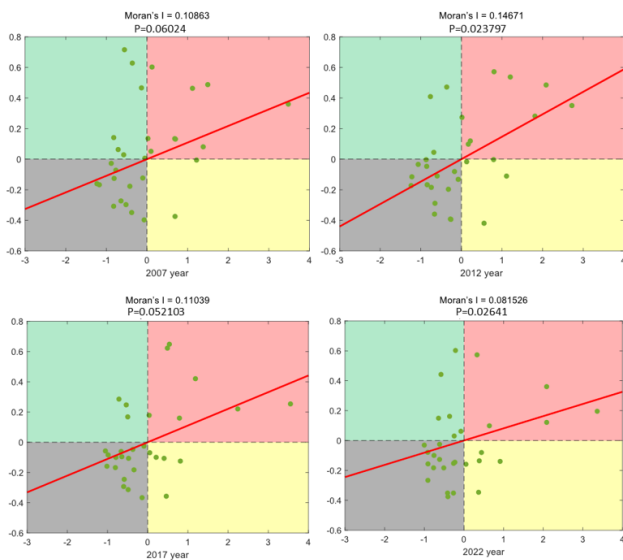 Moran's I = 0.10863
P=0.06024
0.8
0.6
0.4
0.2
0
-0.2
-0.4
-0.6
-3 -2 -1 0 1 2 3 4
2007 year
Moran's I = 0.14671
P=0.023797
0.8
0.6
0.4
0.2
0
-0.2
-0.4
-0.6
-3 -2 -1 0 1 2 3 4
2012 year
Moran's I = 0.11039
P=0.052103
0.8
0.6
0.4
0.2
0
-0.2
-0.4
-0.6
-3 -2 -1 0 1 2 3 4
2017 year
Moran's I = 0.081526
P=0.02641
0.8
0.6
0.4
0.2
0
-0.2
-0.4
-0.6
-3 -2 -1 0 1 2 3 4
2022 year